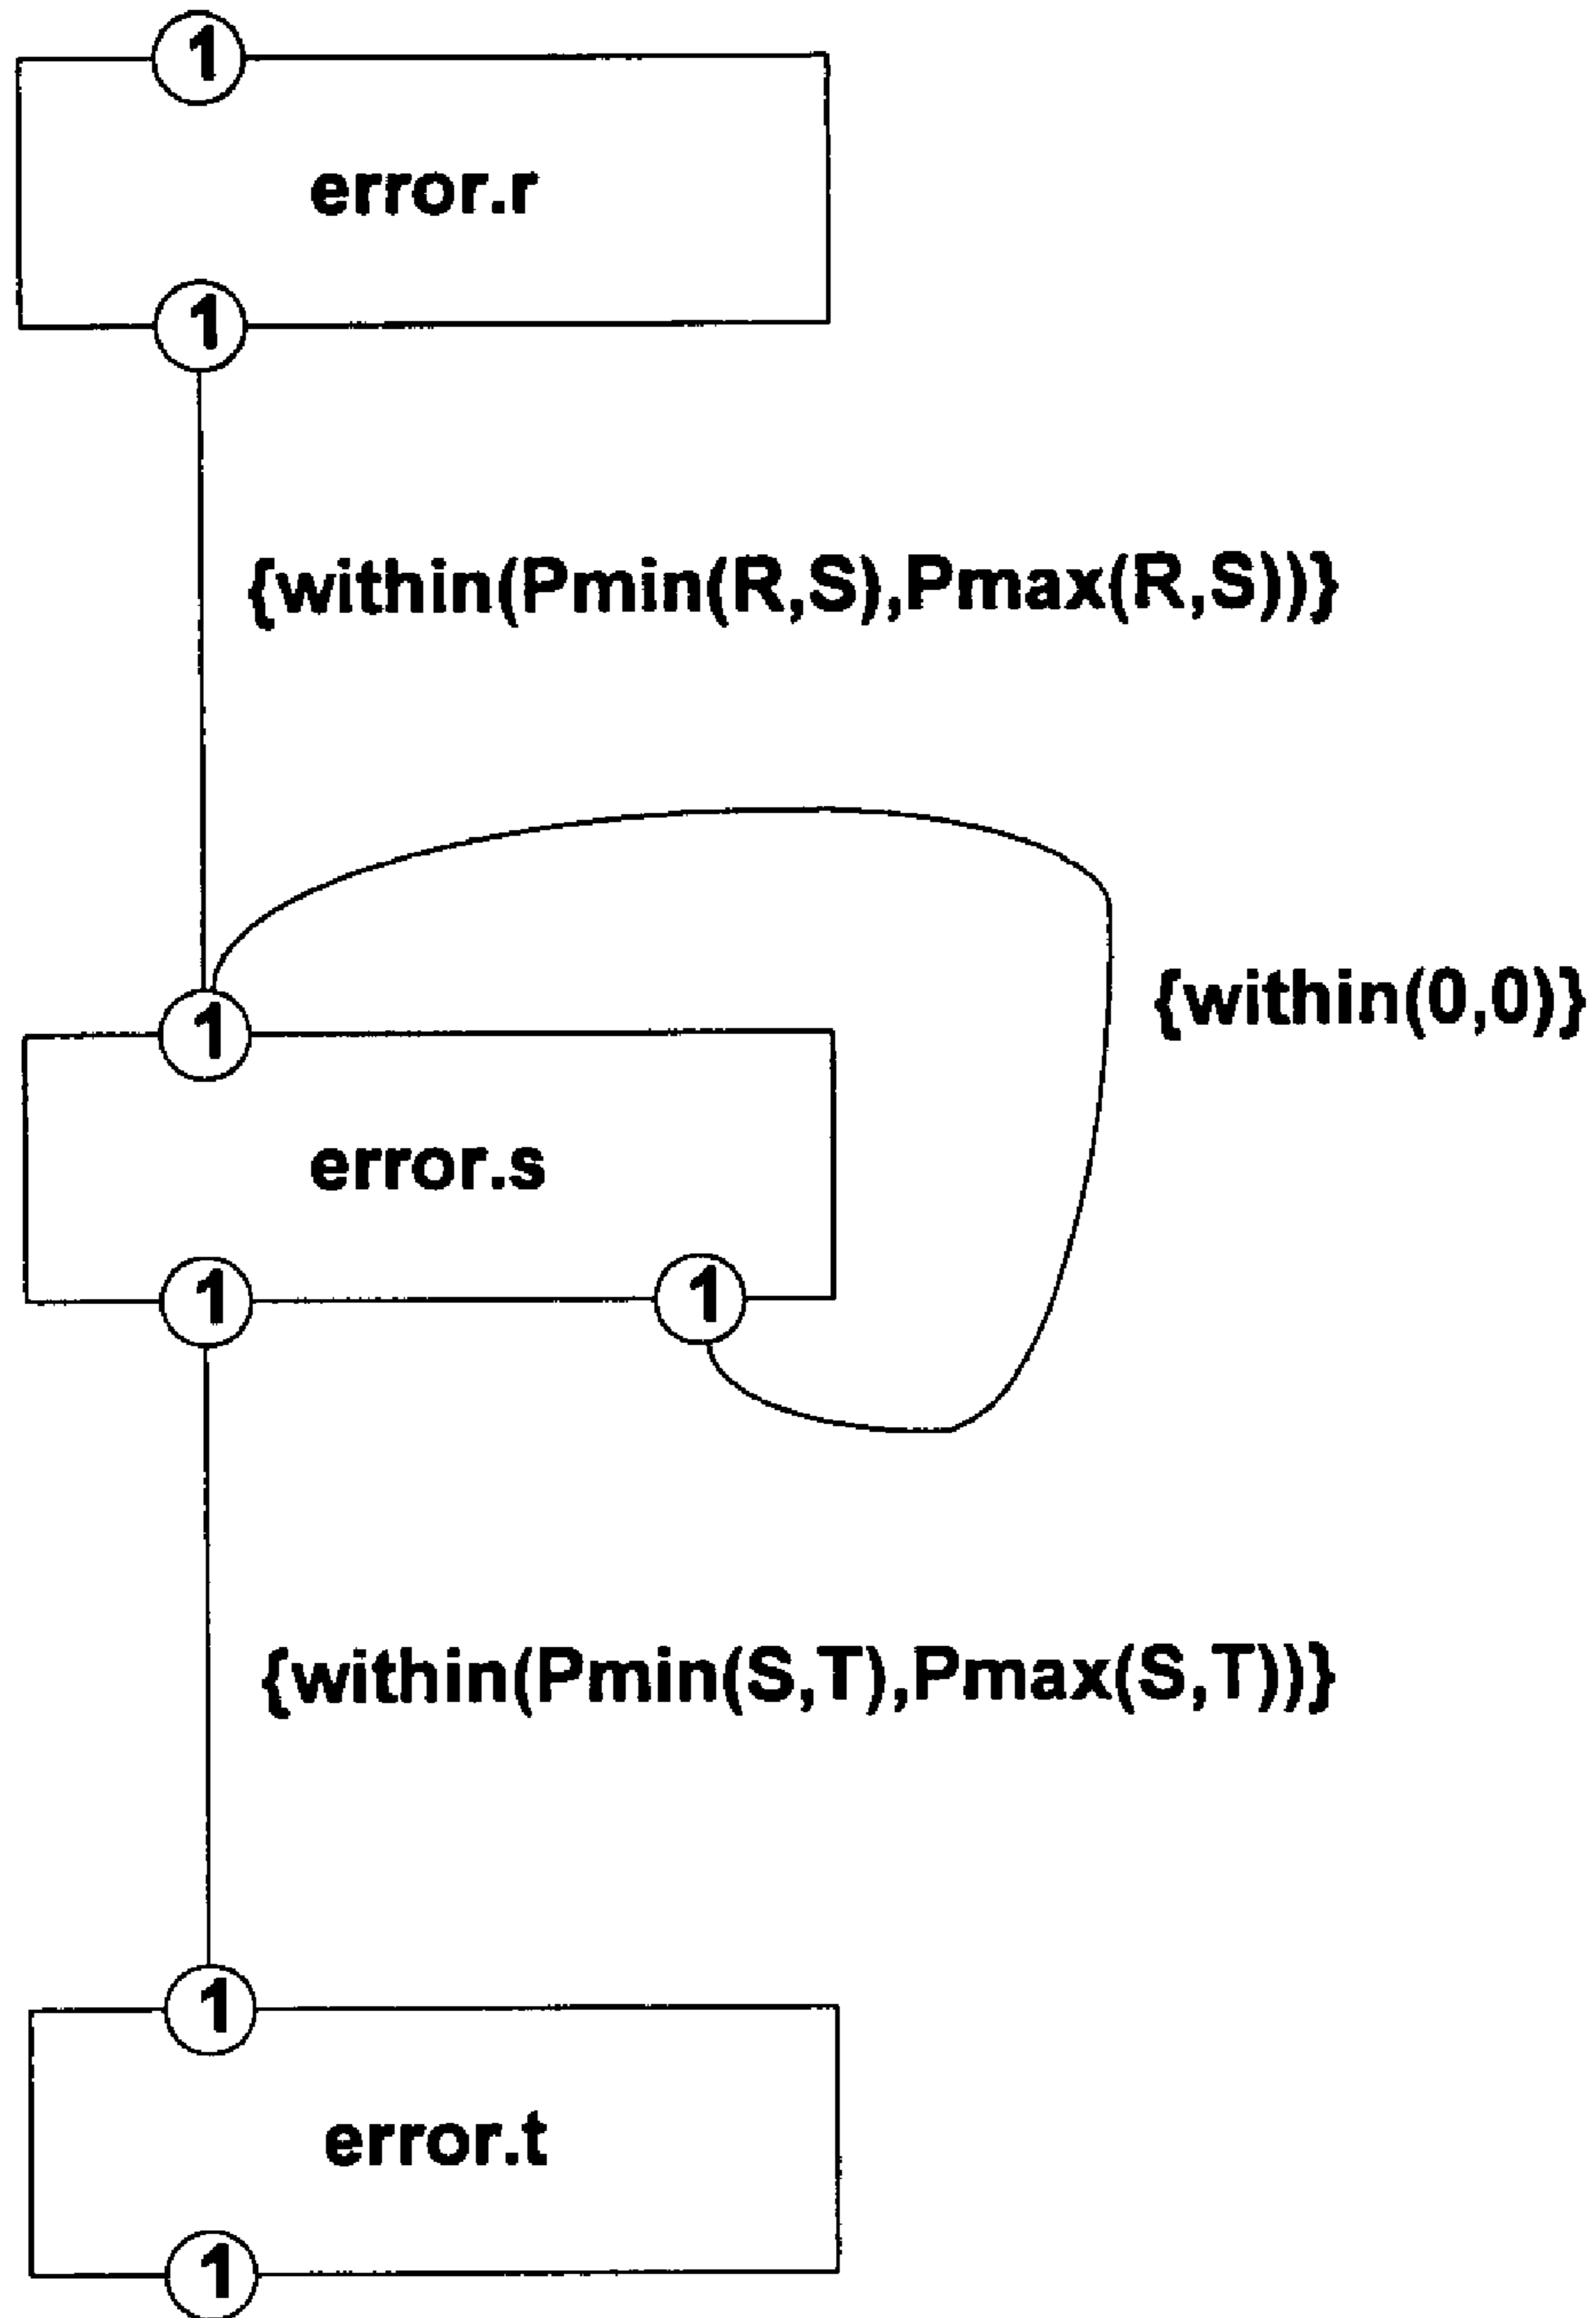 1
error.r
1
{within(Pmin(R,S),Pmax(R,S))}
{within(0,0)}
1
error.s
1 1
{within(Pmin(S,T),Pmax(S,T))}
1
error.t
1